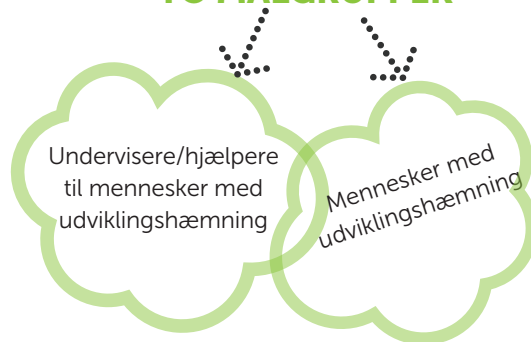 TO MÅLGRUPPER
Undervisere/hjælpere
til mennesker med
udviklingshæmning
Mennesker med
udviklingshæmning